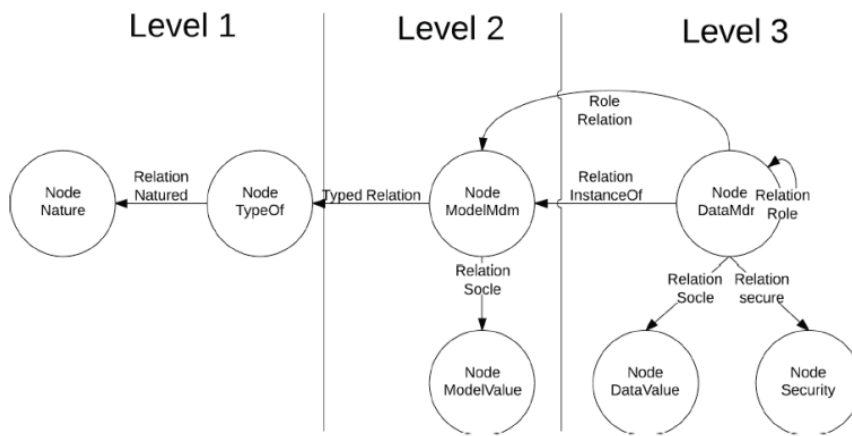 Level 1
Level 2
Level 3
Role
Relation
Node
Nature
Relation
Natured
Node
TypeOf
Typed Relation
Node
ModelMdm
Relation
InstanceOf
Node
DataMdr
Relation
Role
Relation
Socle
Relation
Socle
Relation
secure
Node
ModelValue
Node
DataValue
Node
Security